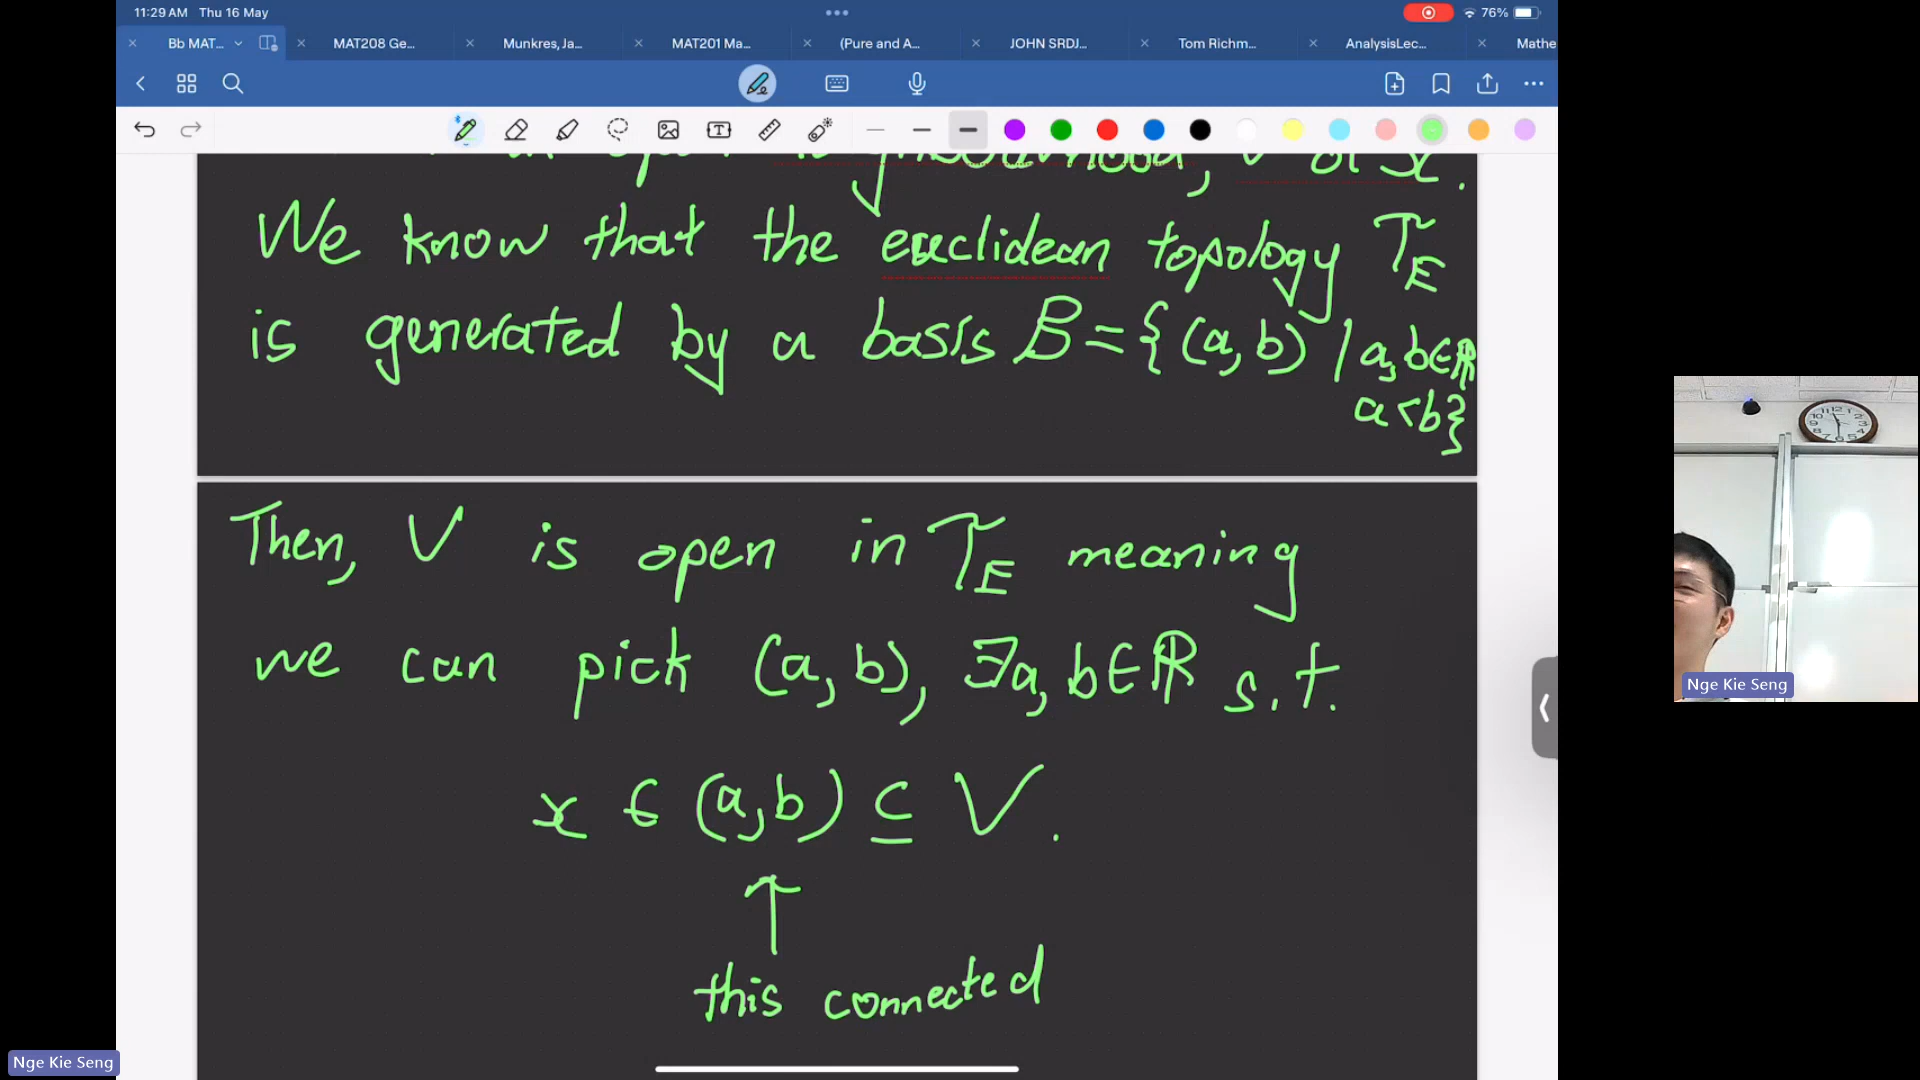 11:29 AM Thu 16 May
76%
Bb MAT...
MAT208 Ge...
Munkres, Ja...
MAT201 Ma...
(Pure and A...
JOHN SRDJ...
Tom Richm...
AnalysisLec...
Mathe
neighbourhood, V of x.
We know that the euclidean topology 𝒯_E
is generated by a basis ℬ = {(a, b) | a, b ∈ ℝ
a < b}
Then, V is open in 𝒯_E meaning
we can pick (a, b), ∃a, b ∈ ℝ s.t.
x ∈ (a, b) ⊆ V.
↑
this connected
Nge Kie Seng
Nge Kie Seng